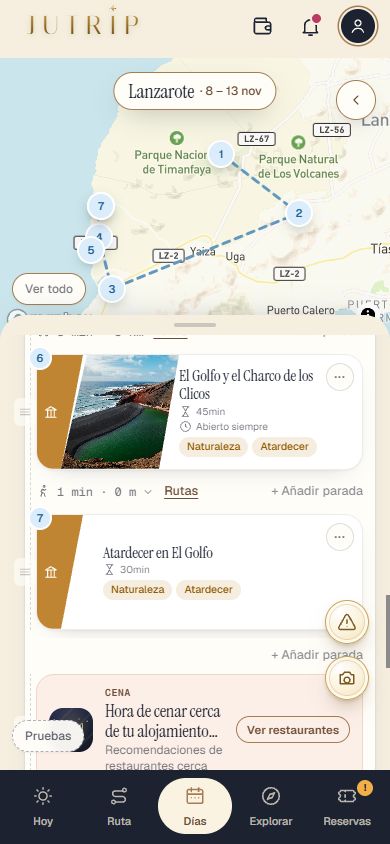 JUTRIP
Lanzarote · 8 – 13 nov
LZ-56
LZ-67
Lan
Parque Nacion
de Timanfaya
1
Parque Natural
de Los Volcanes
7
2
4
5
LZ-2
Yaiza
Uga
Tías
LZ-2
Ver todo
3
Puerto Calero
6
El Golfo y el Charco de los
Clicos
45min
Abierto siempre
Naturaleza
Atardecer
1 min · 0 m
Rutas
+ Añadir parada
7
Atardecer en El Golfo
30min
Naturaleza
Atardecer
+ Añadir parada
CENA
Hora de cenar cerca
de tu alojamiento...
Ver restaurantes
Pruebas
Recomendaciones de
restaurantes cerca
Hoy
Ruta
Días
Explorar
Reservas
!